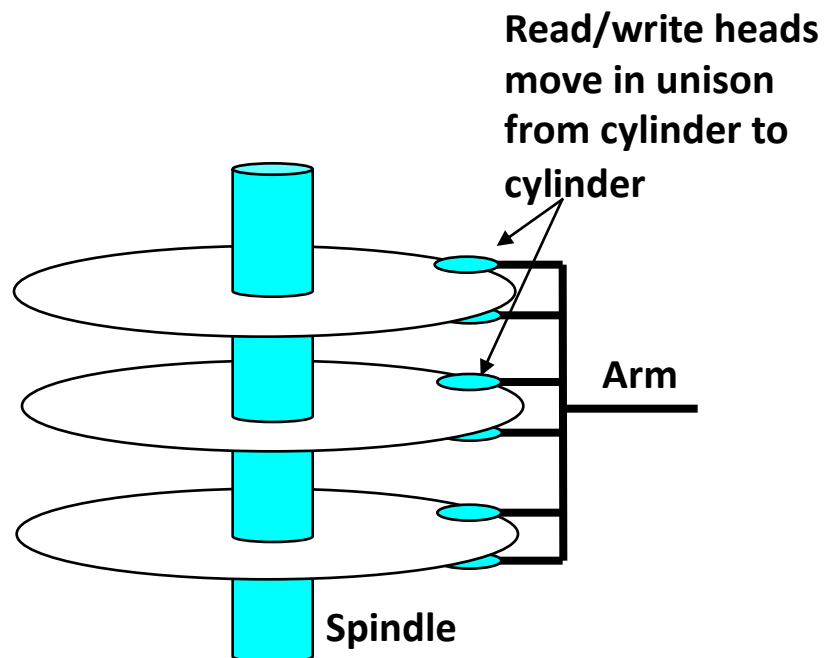 Read/write heads
move in unison
from cylinder to
cylinder
Arm
Spindle